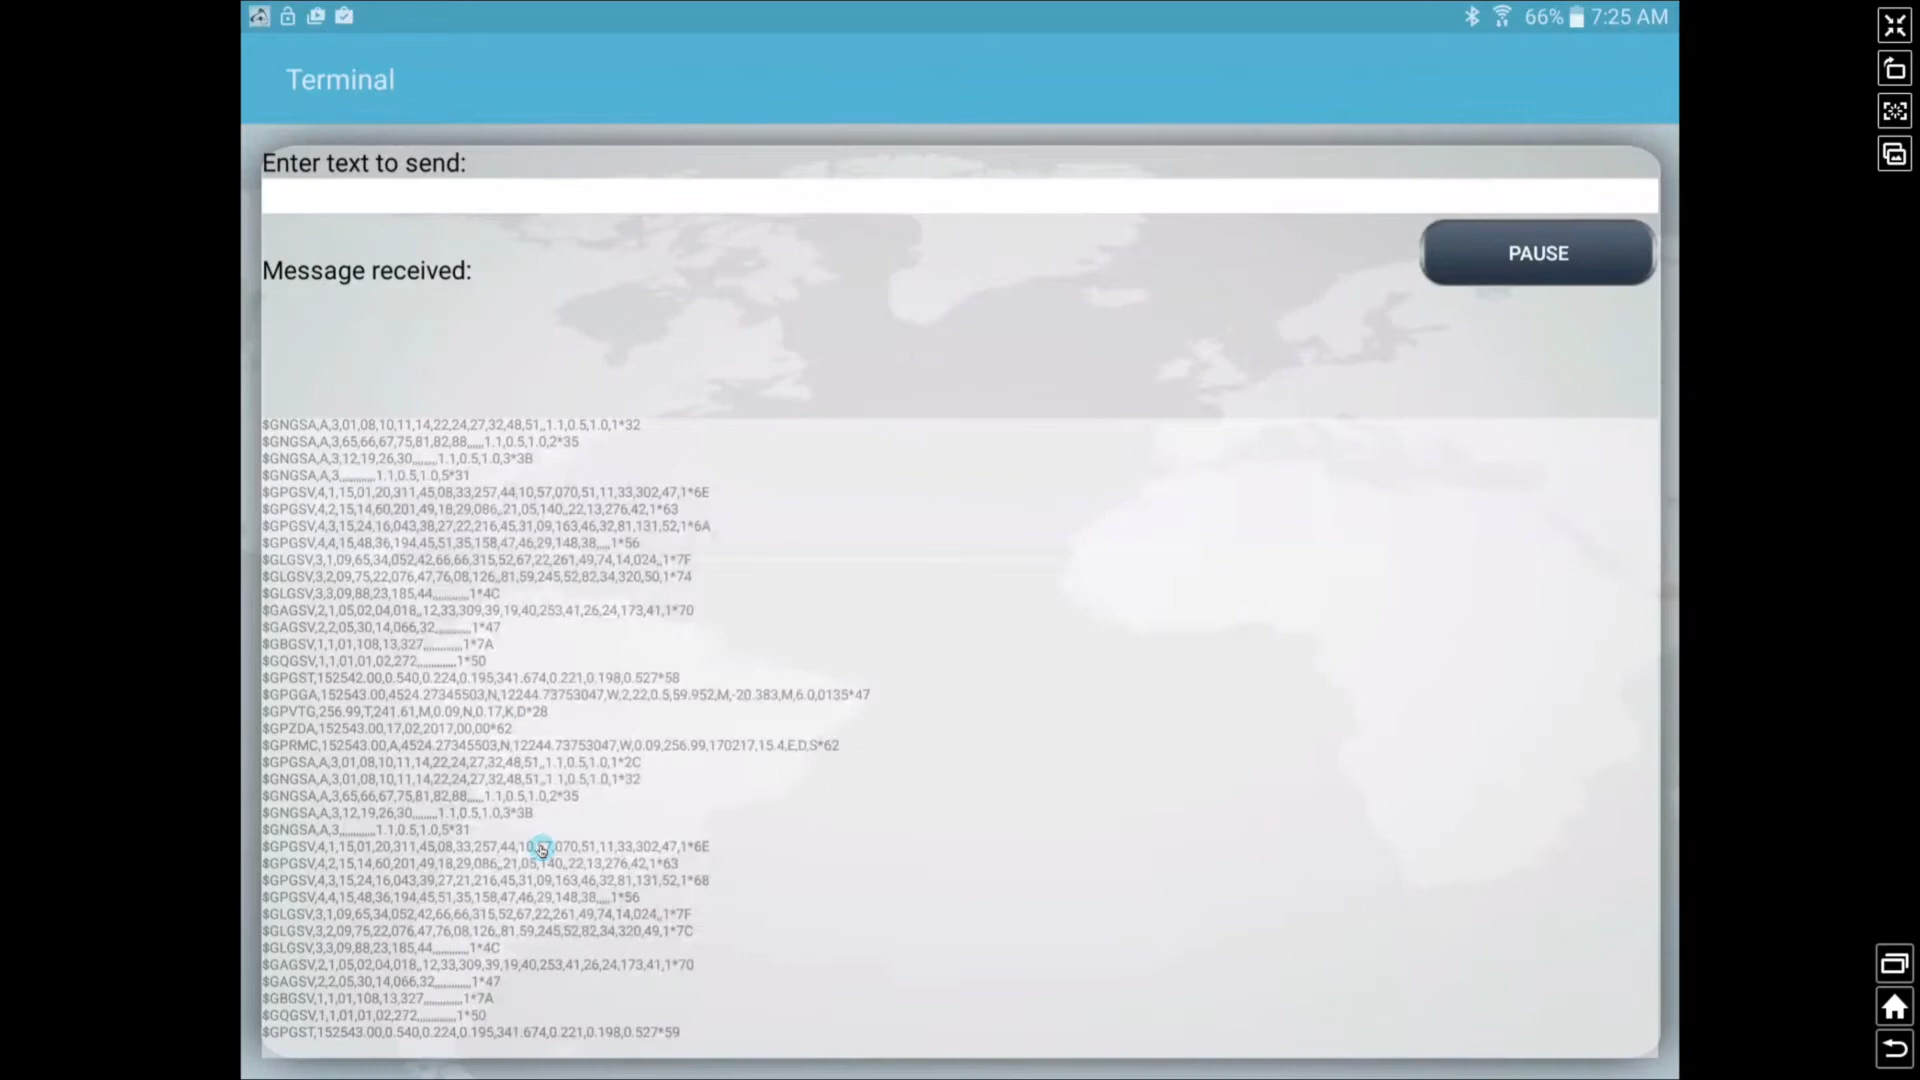 66% 7:25 AM
Terminal
Enter text to send:
PAUSE
Message received:
$GNGSA,A,3,01,08,10,11,14,22,24,27,32,48,51,,1.1,0.5,1.0,1*32
$GNGSA,A,3,65,66,67,75,81,82,88,,,,,,1.1,0.5,1.0,2*35
$GNGSA,A,3,12,19,26,30,,,,,,,,,1.1,0.5,1.0,3*3B
$GNGSA,A,3,,,,,,,,,,,,,1.1,0.5,1.0,5*31
$GPGSV,4,1,15,01,20,311,45,08,33,257,44,10,57,070,51,11,33,302,47,1*6E
$GPGSV,4,2,15,14,60,201,49,18,29,086,,21,05,140,,22,13,276,42,1*63
$GPGSV,4,3,15,24,16,043,38,27,22,216,45,31,09,163,46,32,81,131,52,1*6A
$GPGSV,4,4,15,48,36,194,45,51,35,158,47,46,29,148,38,,,,,1*56
$GLGSV,3,1,09,65,34,052,42,66,66,315,52,67,22,261,49,74,14,024,,1*7F
$GLGSV,3,2,09,75,22,076,47,76,08,126,,81,59,245,52,82,34,320,50,1*74
$GLGSV,3,3,09,88,23,185,44,,,,,,,,,,,,,1*4C
$GAGSV,2,1,05,02,04,018,,12,33,309,39,19,40,253,41,26,24,173,41,1*70
$GAGSV,2,2,05,30,14,066,32,,,,,,,,,,,,,1*47
$GBGSV,1,1,01,108,13,327,,,,,,,,,,,,,,1*7A
$GQGSV,1,1,01,01,02,272,,,,,,,,,,,,,,1*50
$GPGST,152542.00,0.540,0.224,0.195,341.674,0.221,0.198,0.527*58
$GPGGA,152543.00,4524.27345503,N,12244.73753047,W,2,22,0.5,59.952,M,-20.383,M,6.0,0135*47
$GPVTG,256.99,T,241.61,M,0.09,N,0.17,K,D*28
$GPZDA,152543.00,17,02,2017,00,00*62
$GPRMC,152543.00,A,4524.27345503,N,12244.73753047,W,0.09,256.99,170217,15.4,E,D,S*62
$GPGSA,A,3,01,08,10,11,14,22,24,27,32,48,51,,1.1,0.5,1.0,1*2C
$GNGSA,A,3,01,08,10,11,14,22,24,27,32,48,51,,1.1,0.5,1.0,1*32
$GNGSA,A,3,65,66,67,75,81,82,88,,,,,,1.1,0.5,1.0,2*35
$GNGSA,A,3,12,19,26,30,,,,,,,,,1.1,0.5,1.0,3*3B
$GNGSA,A,3,,,,,,,,,,,,,1.1,0.5,1.0,5*31
$GPGSV,4,1,15,01,20,311,45,08,33,257,44,10,57,070,51,11,33,302,47,1*6E
$GPGSV,4,2,15,14,60,201,49,18,29,086,,21,05,140,,22,13,276,42,1*63
$GPGSV,4,3,15,24,16,043,39,27,21,216,45,31,09,163,46,32,81,131,52,1*68
$GPGSV,4,4,15,48,36,194,45,51,35,158,47,46,29,148,38,,,,,1*56
$GLGSV,3,1,09,65,34,052,42,66,66,315,52,67,22,261,49,74,14,024,,1*7F
$GLGSV,3,2,09,75,22,076,47,76,08,126,,81,59,245,52,82,34,320,49,1*7C
$GLGSV,3,3,09,88,23,185,44,,,,,,,,,,,,,1*4C
$GAGSV,2,1,05,02,04,018,,12,33,309,39,19,40,253,41,26,24,173,41,1*70
$GAGSV,2,2,05,30,14,066,32,,,,,,,,,,,,,1*47
$GBGSV,1,1,01,108,13,327,,,,,,,,,,,,,,1*7A
$GQGSV,1,1,01,01,02,272,,,,,,,,,,,,,,1*50
$GPGST,152543.00,0.540,0.224,0.195,341.674,0.221,0.198,0.527*59